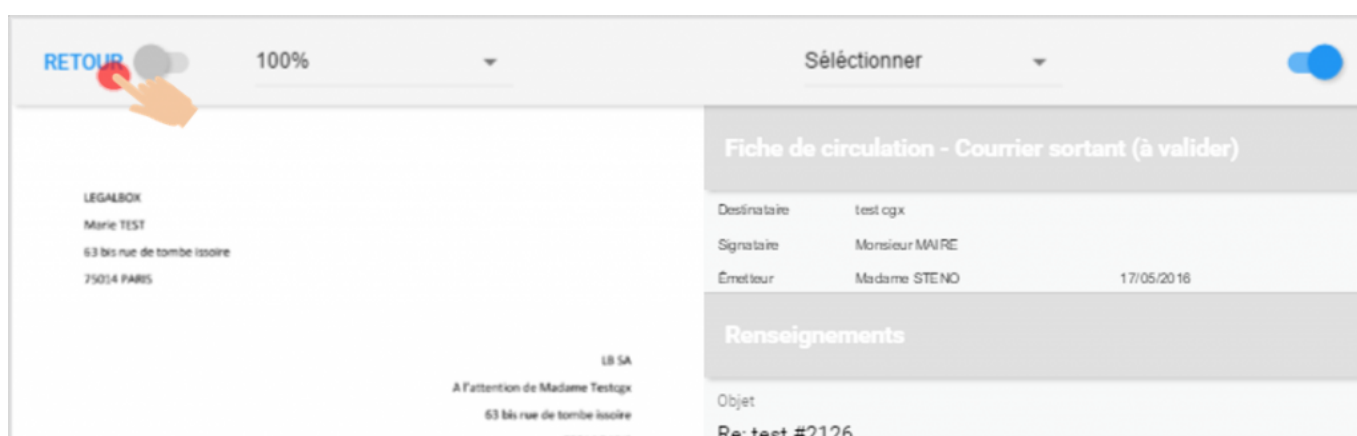 RETOUR 100% Séléctionner
LEGALBOX
Marie TEST
63 bis rue de tombe issoire
75014 PARIS
LB SA
A l'attention de Madame Testcgx
63 bis rue de tombe issoire
Fiche de circulation - Courrier sortant (à valider)
Destinataire test cgx
Signataire Monsieur MAIRE
Émetteur Madame STENO 17/05/2016
Renseignements
Objet
Re: test #2126